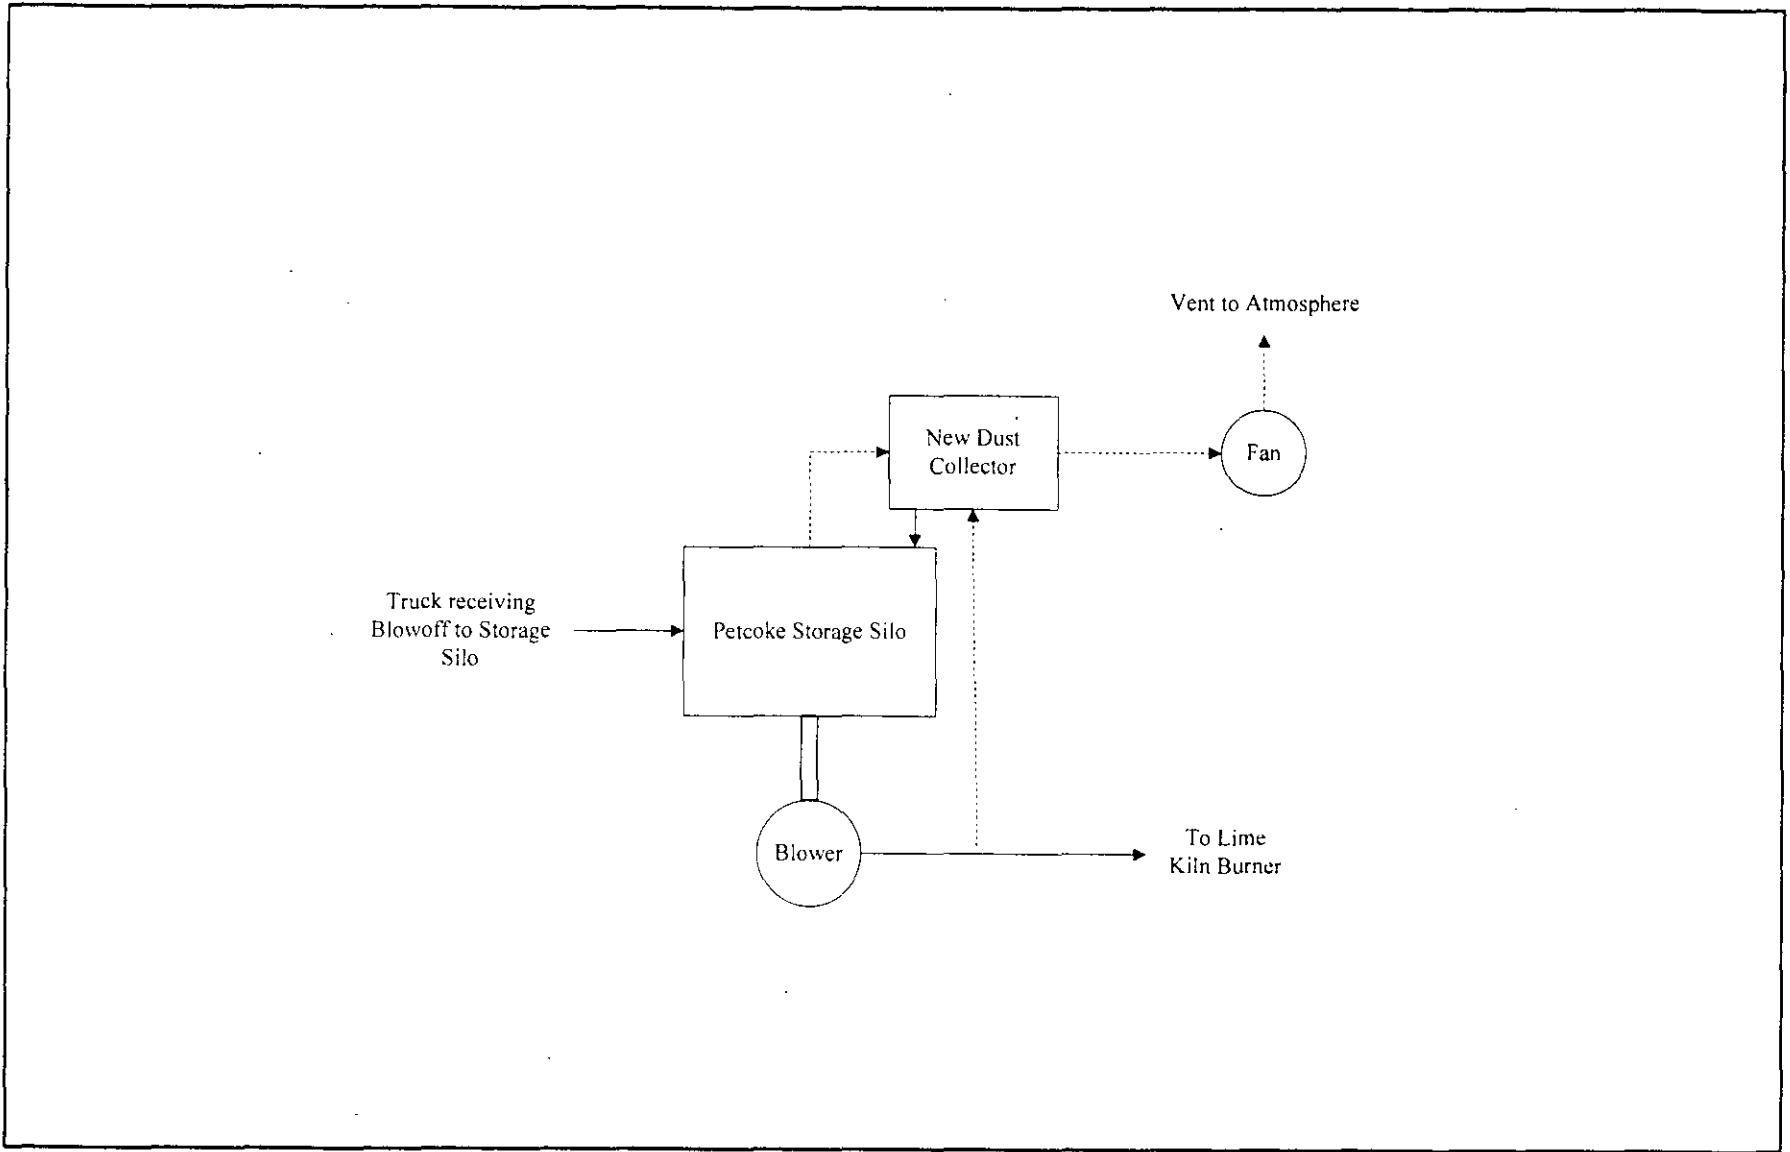 Vent to Atmosphere
New Dust
Collector
Fan
Truck receiving
Blowoff to Storage
Silo
Petcoke Storage Silo
Blower
To Lime
Kiln Burner